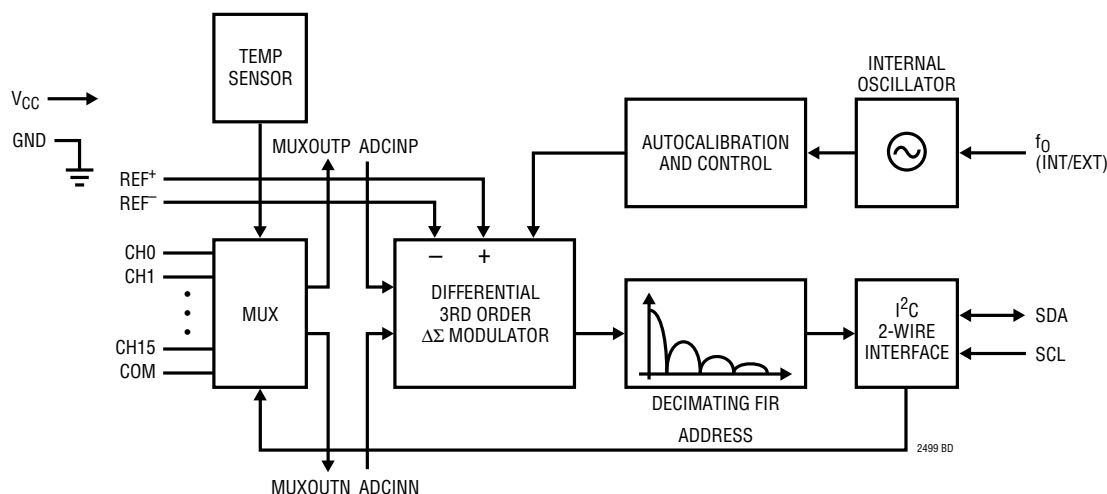 TEMP
SENSOR
INTERNAL
OSCILLATOR
VCC
GND
MUXOUTP ADCINP
AUTOCALIBRATION
AND CONTROL
fO
(INT/EXT)
REF+
REF−
CH0
CH1
CH15
COM
MUX
− +
DIFFERENTIAL
3RD ORDER
ΔΣ MODULATOR
I2C
2-WIRE
INTERFACE
SDA
SCL
DECIMATING FIR
ADDRESS
2499 BD
MUXOUTN ADCINN